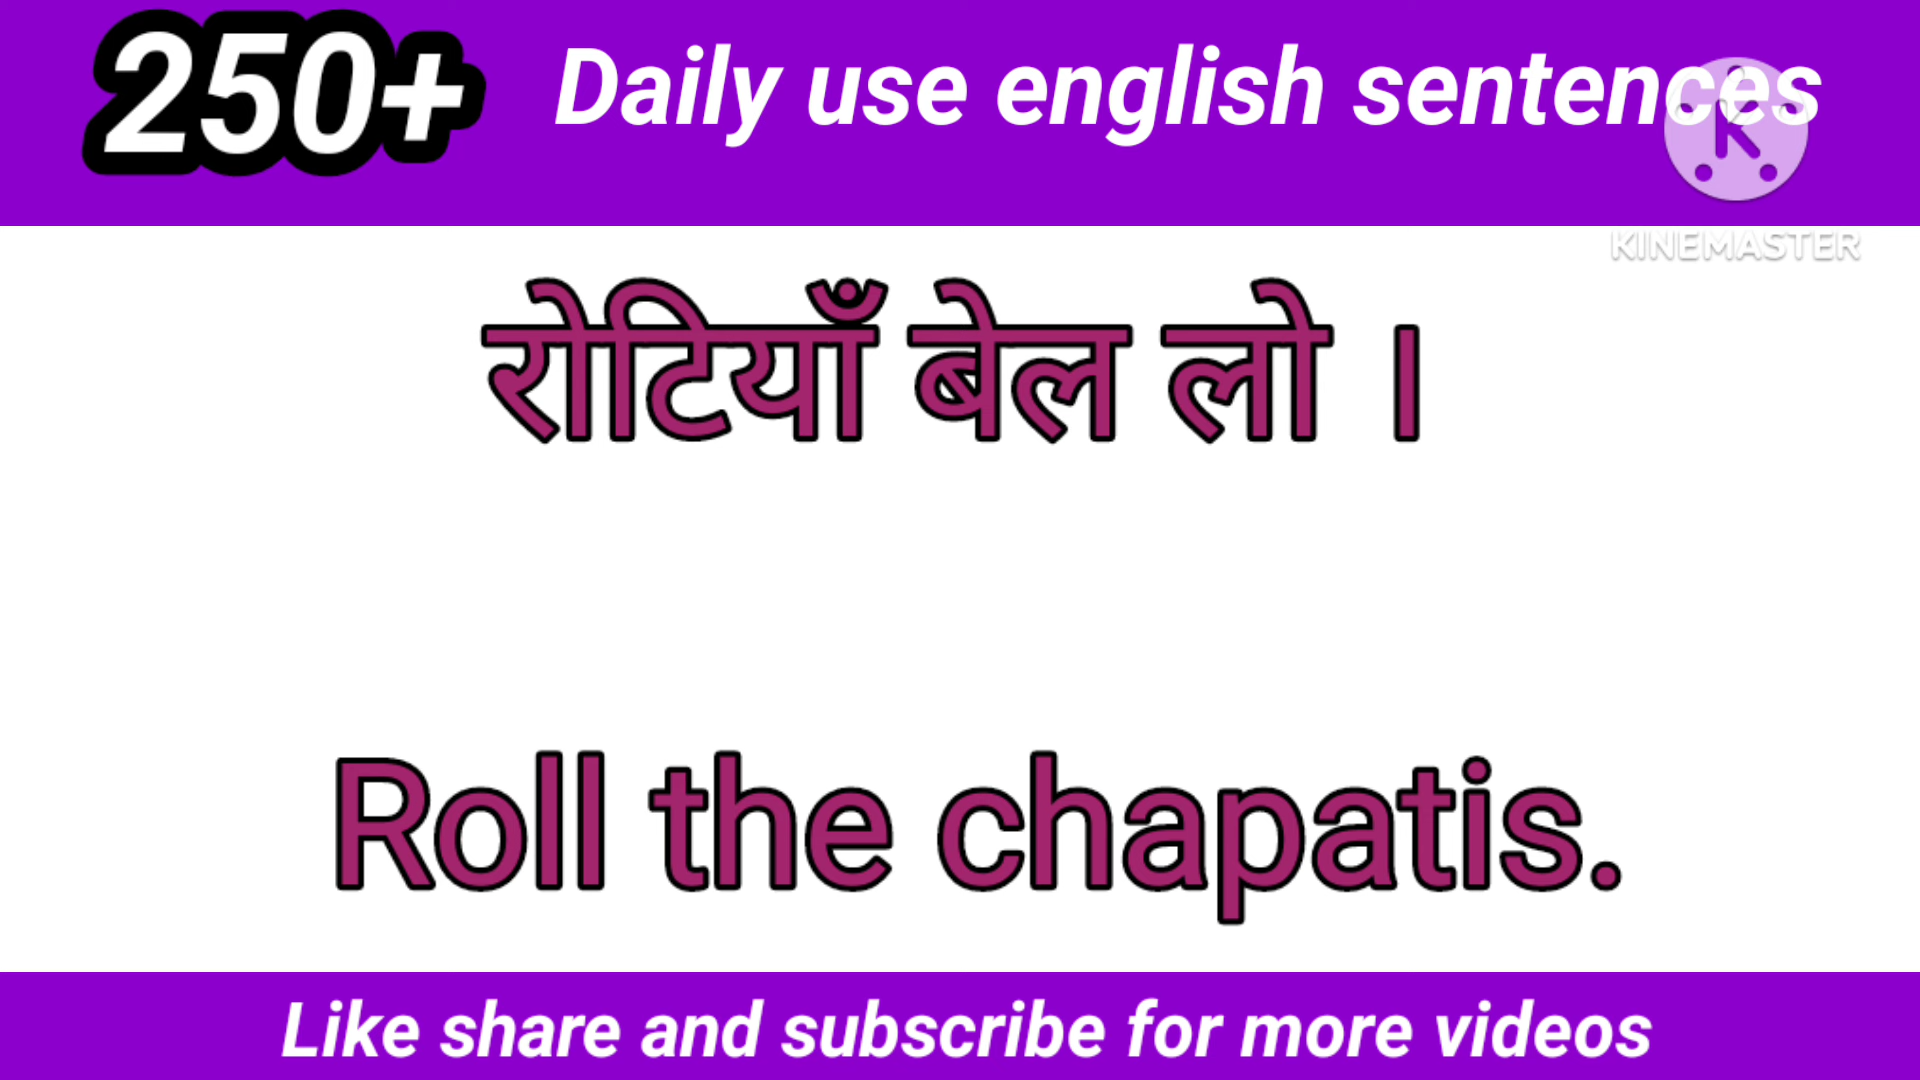 250+ Daily use english sentences
KINEMASTER
रोटियाँ बेल लो ।
Roll the chapatis.
Like share and subscribe for more videos